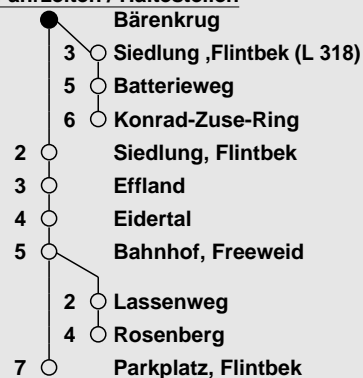 Fahrzeiten / Haltestellen
Bärenkrug
3 Siedlung ,Flintbek (L 318)
5 Batterieweg
6 Konrad-Zuse-Ring
2 Siedlung, Flintbek
3 Effland
4 Eidertal
5 Bahnhof, Freeweid
2 Lassenweg
4 Rosenberg
7 Parkplatz, Flintbek